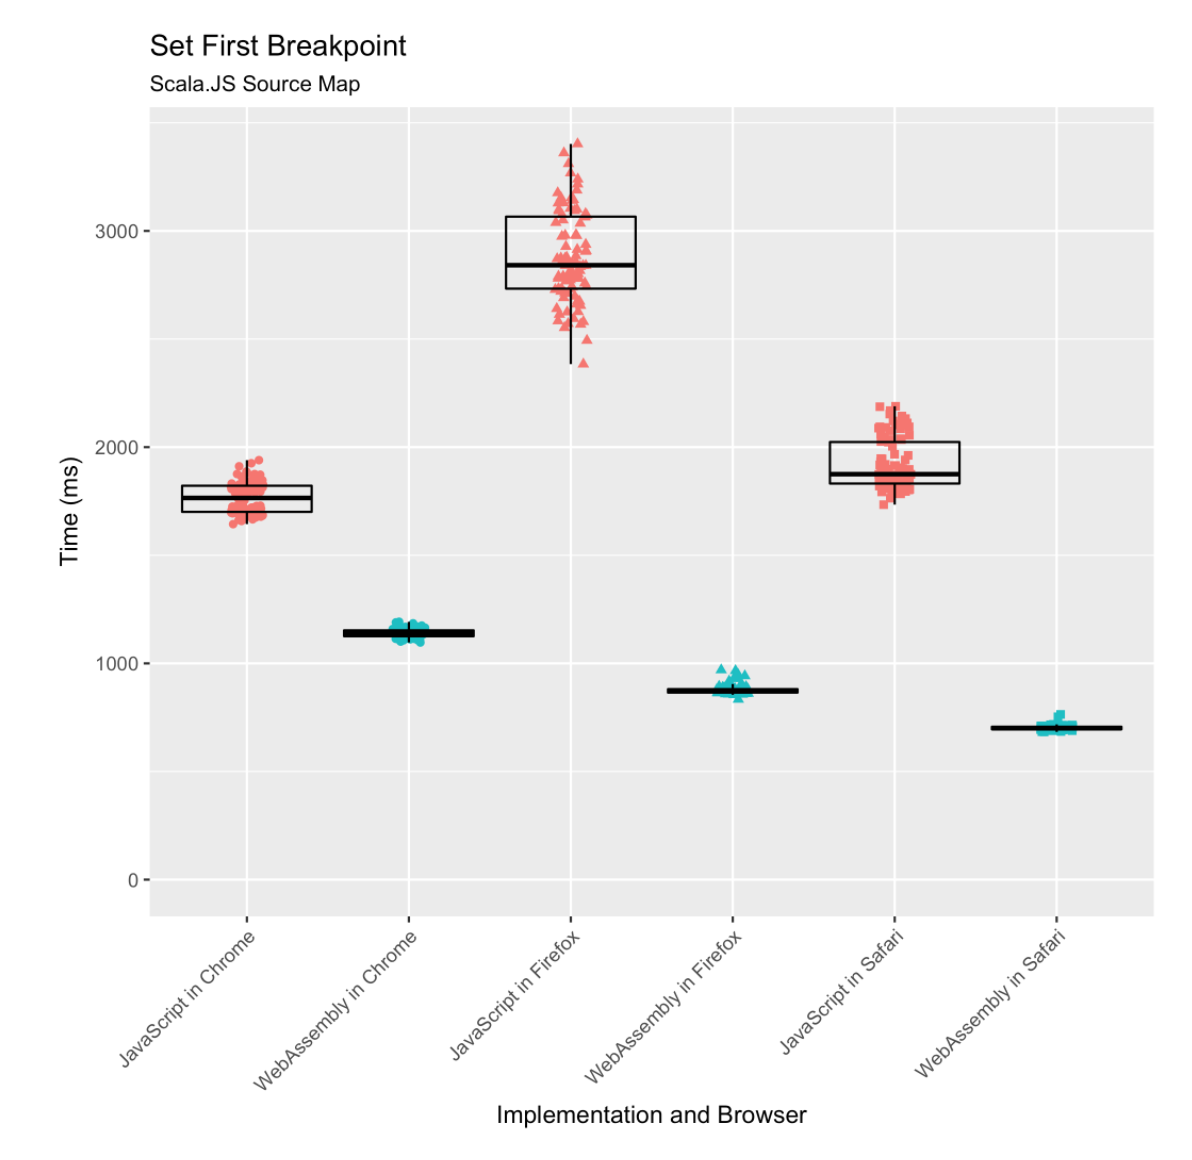 Set First Breakpoint
Scala.JS Source Map
Time (ms)
3000
2000
1000
0
JavaScript in Chrome
WebAssembly in Chrome
JavaScript in Firefox
WebAssembly in Firefox
JavaScript in Safari
WebAssembly in Safari
Implementation and Browser